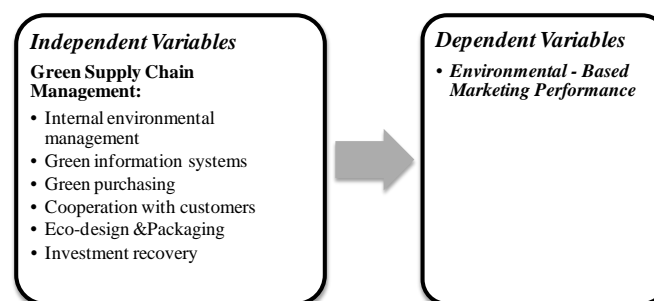 Independent Variables
Green Supply Chain
Management:
• Internal environmental
management
• Green information systems
• Green purchasing
• Cooperation with customers
• Eco-design &Packaging
• Investment recovery
Dependent Variables
• Environmental - Based
Marketing Performance